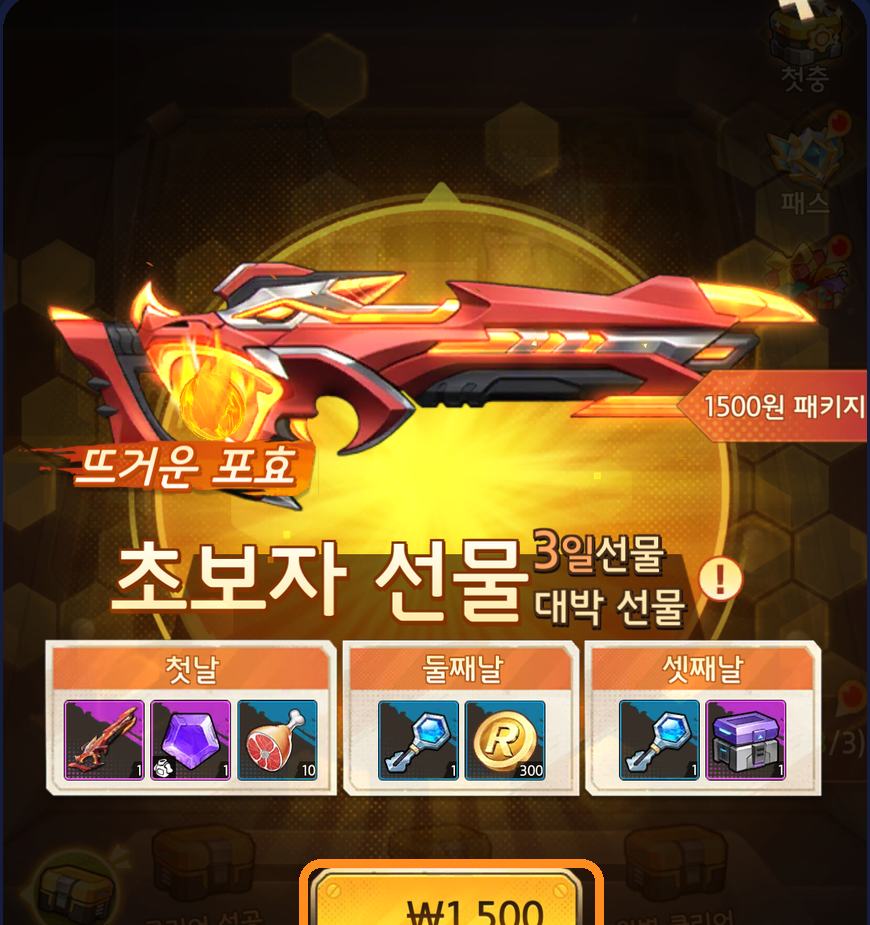 첫충
패스
1500원 패키지
뜨거운 포효
초보자 선물
3일선물
대박 선물
첫날
둘째날
셋째날
1
1
10
1
R
300
1
1
/3)
₩1,500